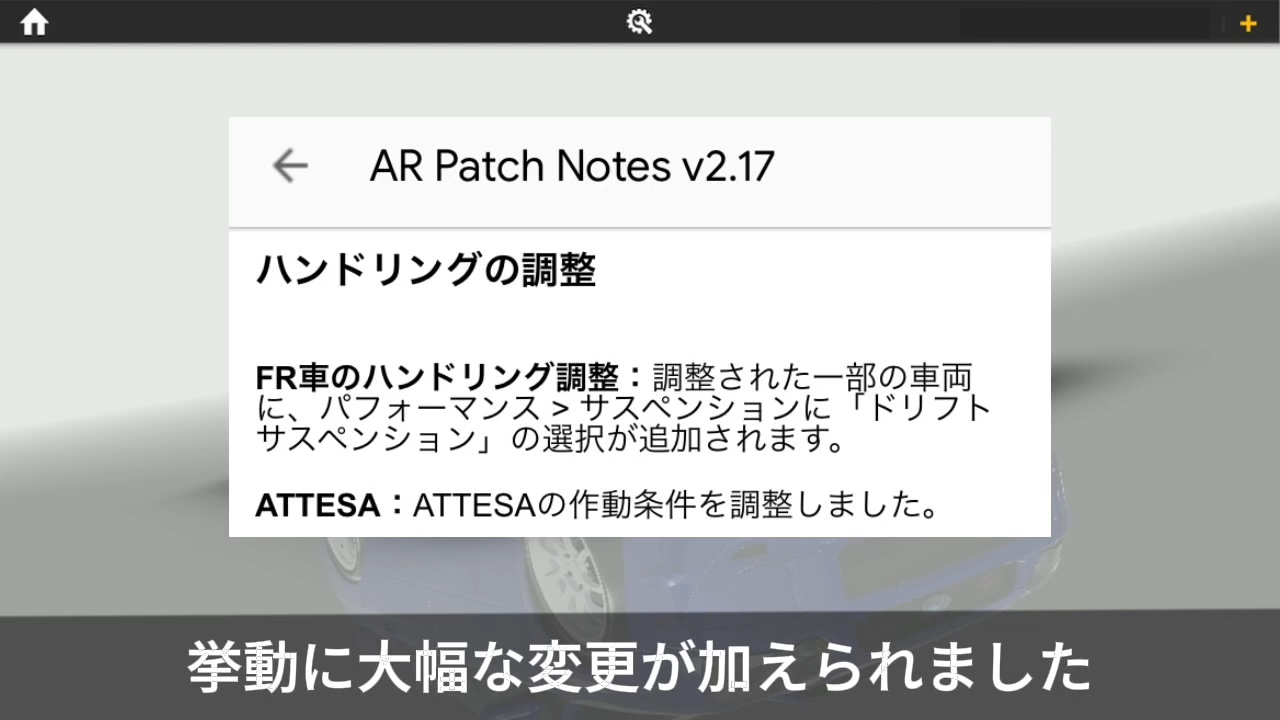 AR Patch Notes v2.17
ハンドリングの調整
FR車のハンドリング調整：調整された一部の車両
に、パフォーマンス > サスペンションに「ドリフト
サスペンション」の選択が追加されます。
ATTESA：ATTESAの作動条件を調整しました。
挙動に大幅な変更が加えられました